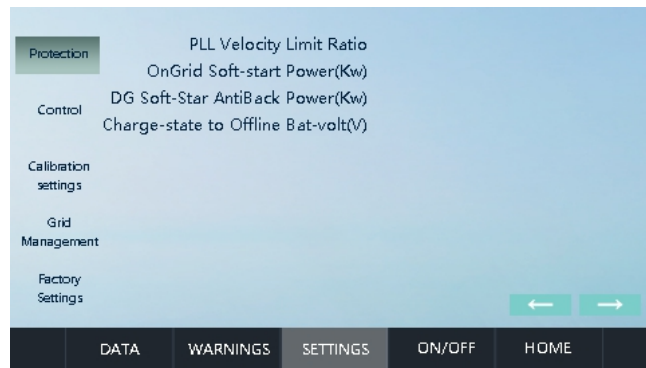 Protection
Control
Calibration
settings
Grid
Management
Factory
Settings
PLL Velocity Limit Ratio
OnGrid Soft-start Power(Kw)
DG Soft-Star AntiBack Power(Kw)
Charge-state to Offline Bat-volt(V)
← →
DATA WARNINGS SETTINGS ON/OFF HOME